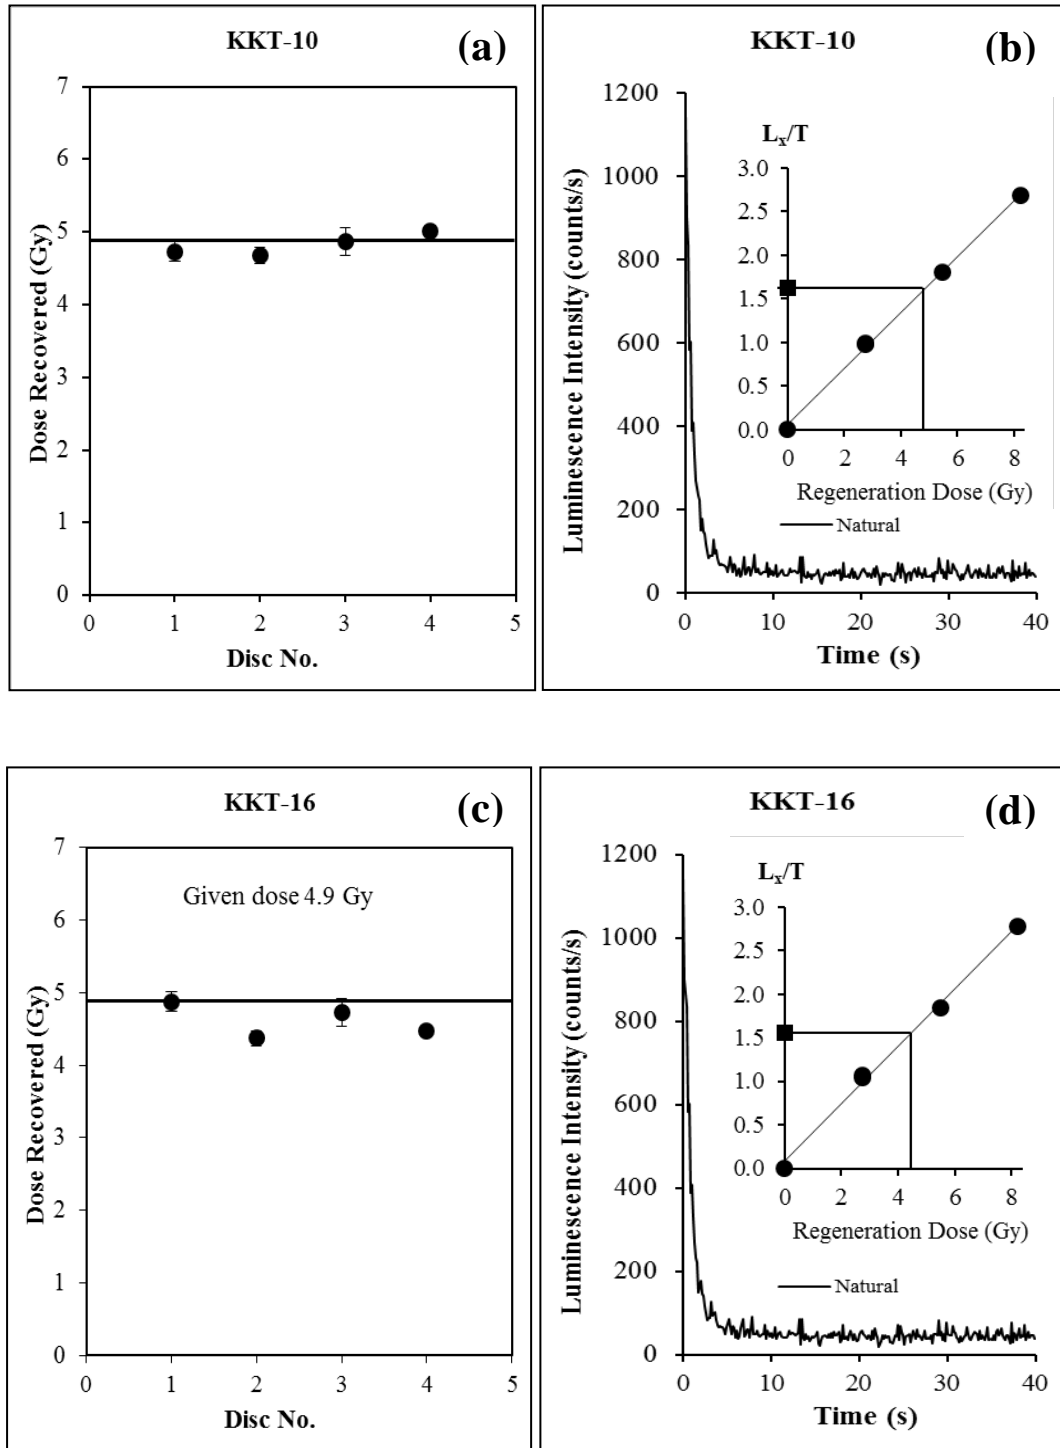 KKT-10
(a)
7
6
5
4
3
2
1
0
0 1 2 3 4 5
Dose Recovered (Gy)
Disc No.
KKT-10
(b)
1200
1000
800
600
400
200
0
0 10 20 30 40
Luminescence Intensity (counts/s)
Time (s)
Lx/T
3.0
2.5
2.0
1.5
1.0
0.5
0.0
0 2 4 6 8
Regeneration Dose (Gy)
Natural
KKT-16
(c)
Given dose 4.9 Gy
7
6
5
4
3
2
1
0
0 1 2 3 4 5
Dose Recovered (Gy)
Disc No.
KKT-16
(d)
1200
1000
800
600
400
200
0
0 10 20 30 40
Luminescence Intensity (counts/s)
Time (s)
Lx/T
3.0
2.5
2.0
1.5
1.0
0.5
0.0
0 2 4 6 8
Regeneration Dose (Gy)
Natural